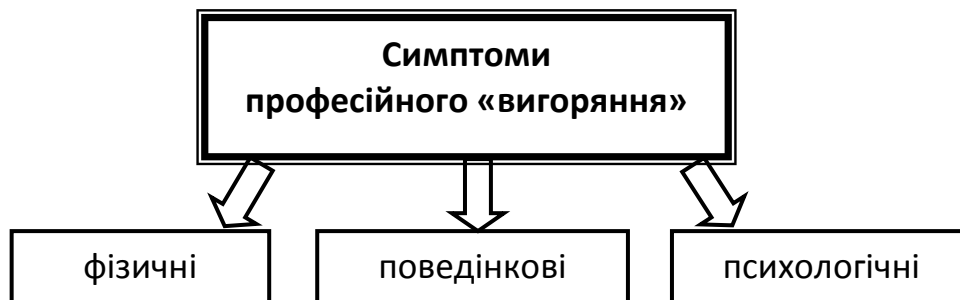 Симптоми
професійного «вигоряння»
фізичні
поведінкові
психологічні